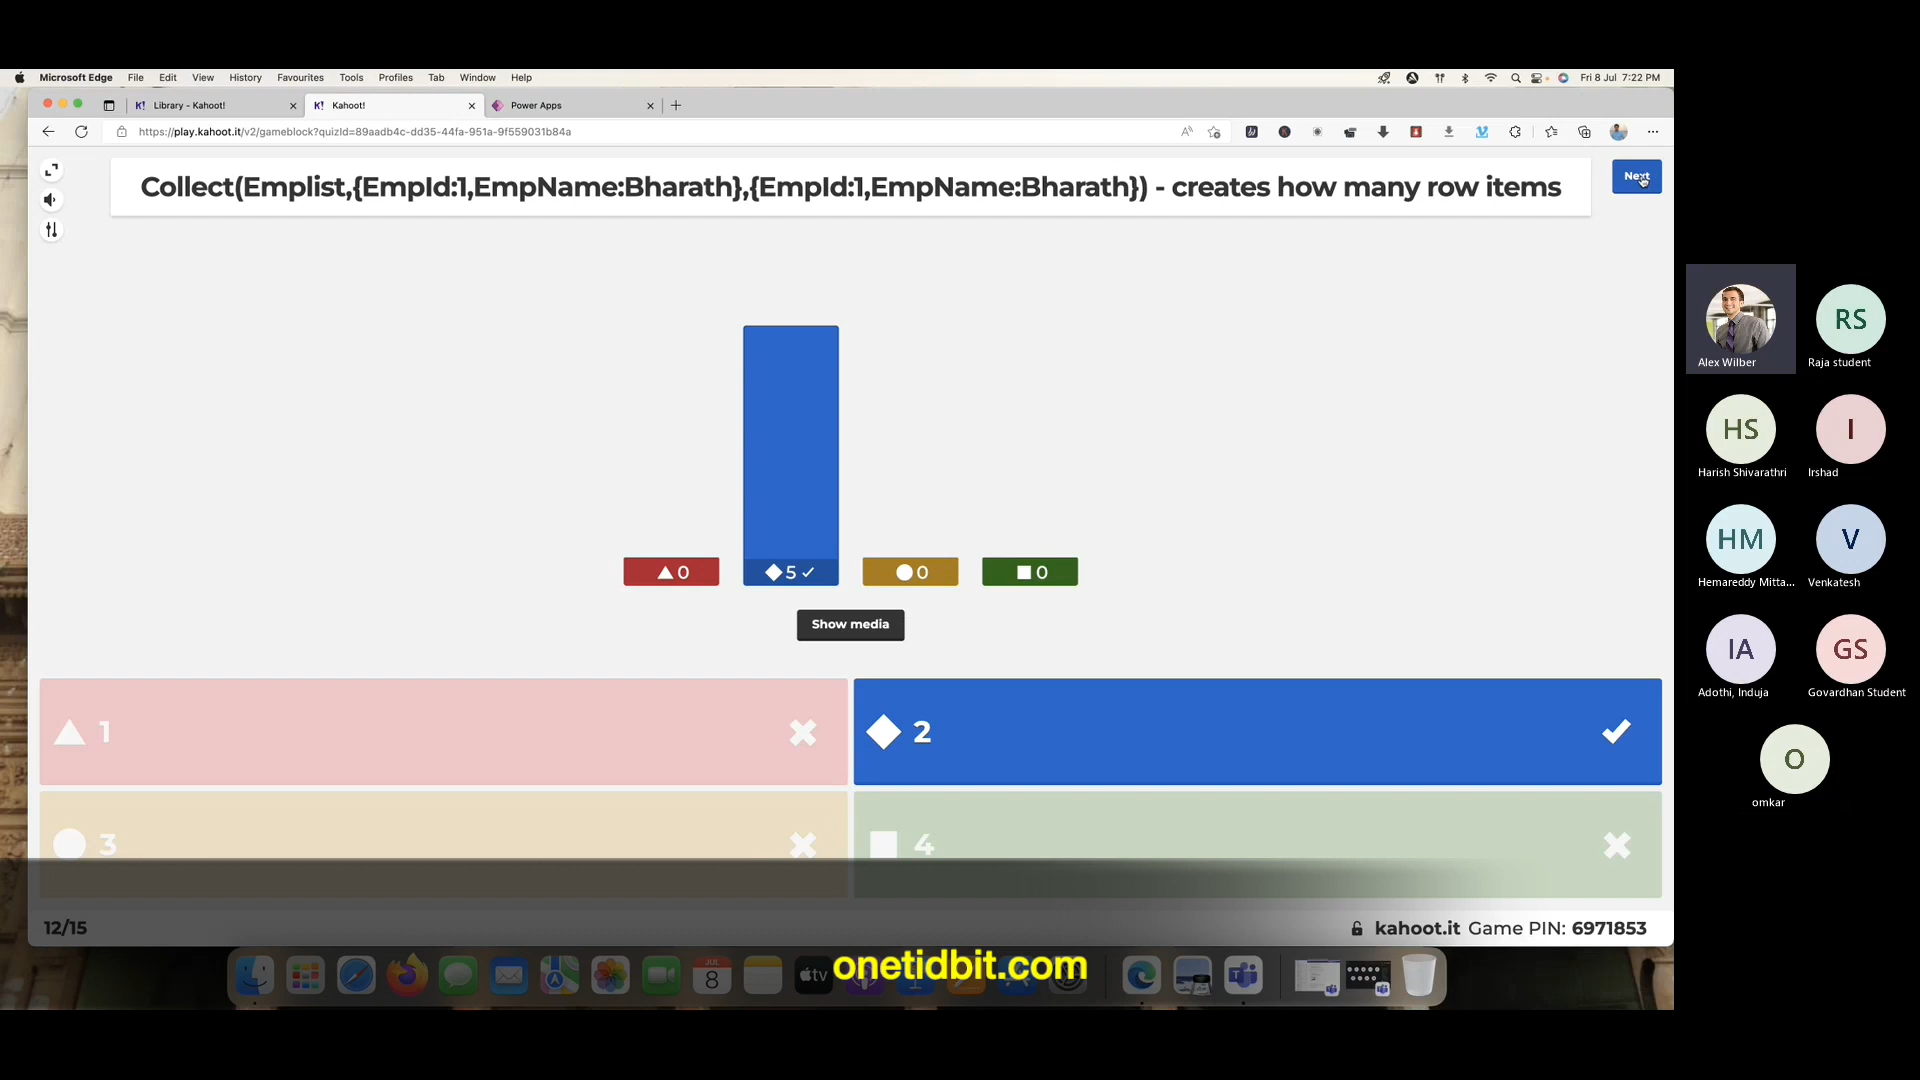 Microsoft Edge File Edit View History Favourites Tools Profiles Tab Window Help
Fri 8 Jul 7:22 PM
K! Library - Kahoot!
K! Kahoot!
Power Apps
https://play.kahoot.it/v2/gameblock?quizId=89aadb4c-dd35-44fa-951a-9f559031b84a
Collect(Emplist,{EmpId:1,EmpName:Bharath},{EmpId:1,EmpName:Bharath}) - creates how many row items
Next
0
5
0
0
Show media
1
2
3
4
12/15
kahoot.it Game PIN: 6971853
JUL
8
tv
onetidbit.com
Alex Wilber
RS
Raja student
HS
Harish Shivarathri
I
Irshad
HM
Hemareddy Mitta...
V
Venkatesh
IA
Adothi, Induja
GS
Govardhan Student
O
omkar